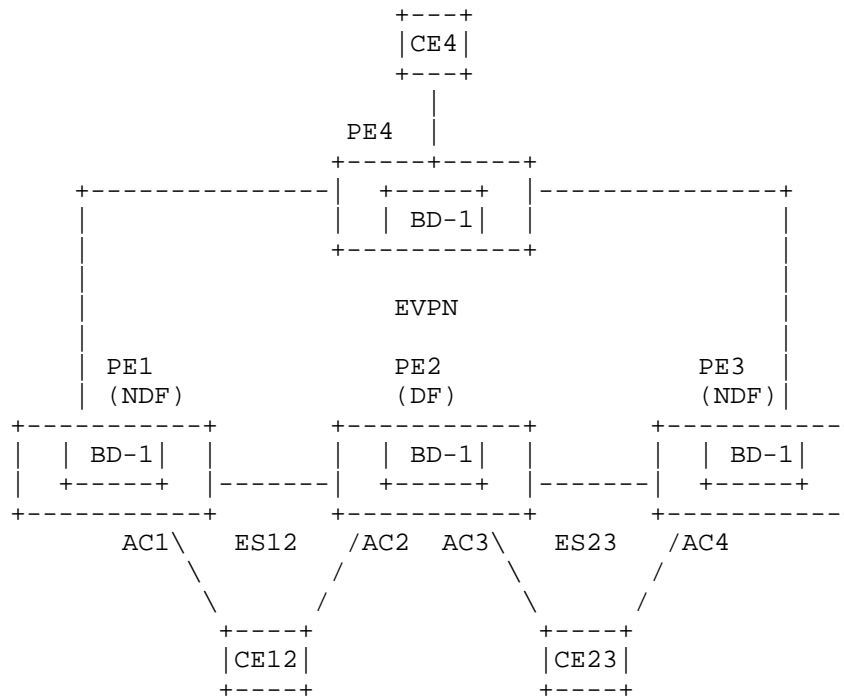 CE4
PE4
BD-1
EVPN
PE1 PE2 PE3
(NDF) (DF) (NDF)
BD-1 BD-1 BD-1
AC1 ES12 AC2 AC3 ES23 AC4
CE12 CE23